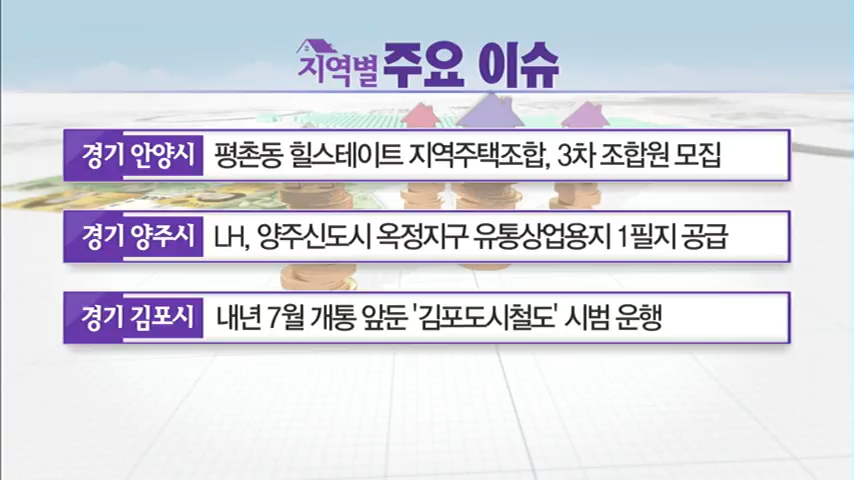 지역별 주요 이슈
경기 안양시 평촌동 힐스테이트 지역주택조합, 3차 조합원 모집
경기 양주시 LH, 양주신도시 옥정지구 유통상업용지 1필지 공급
경기 김포시 내년 7월 개통 앞둔 '김포도시철도' 시범 운행